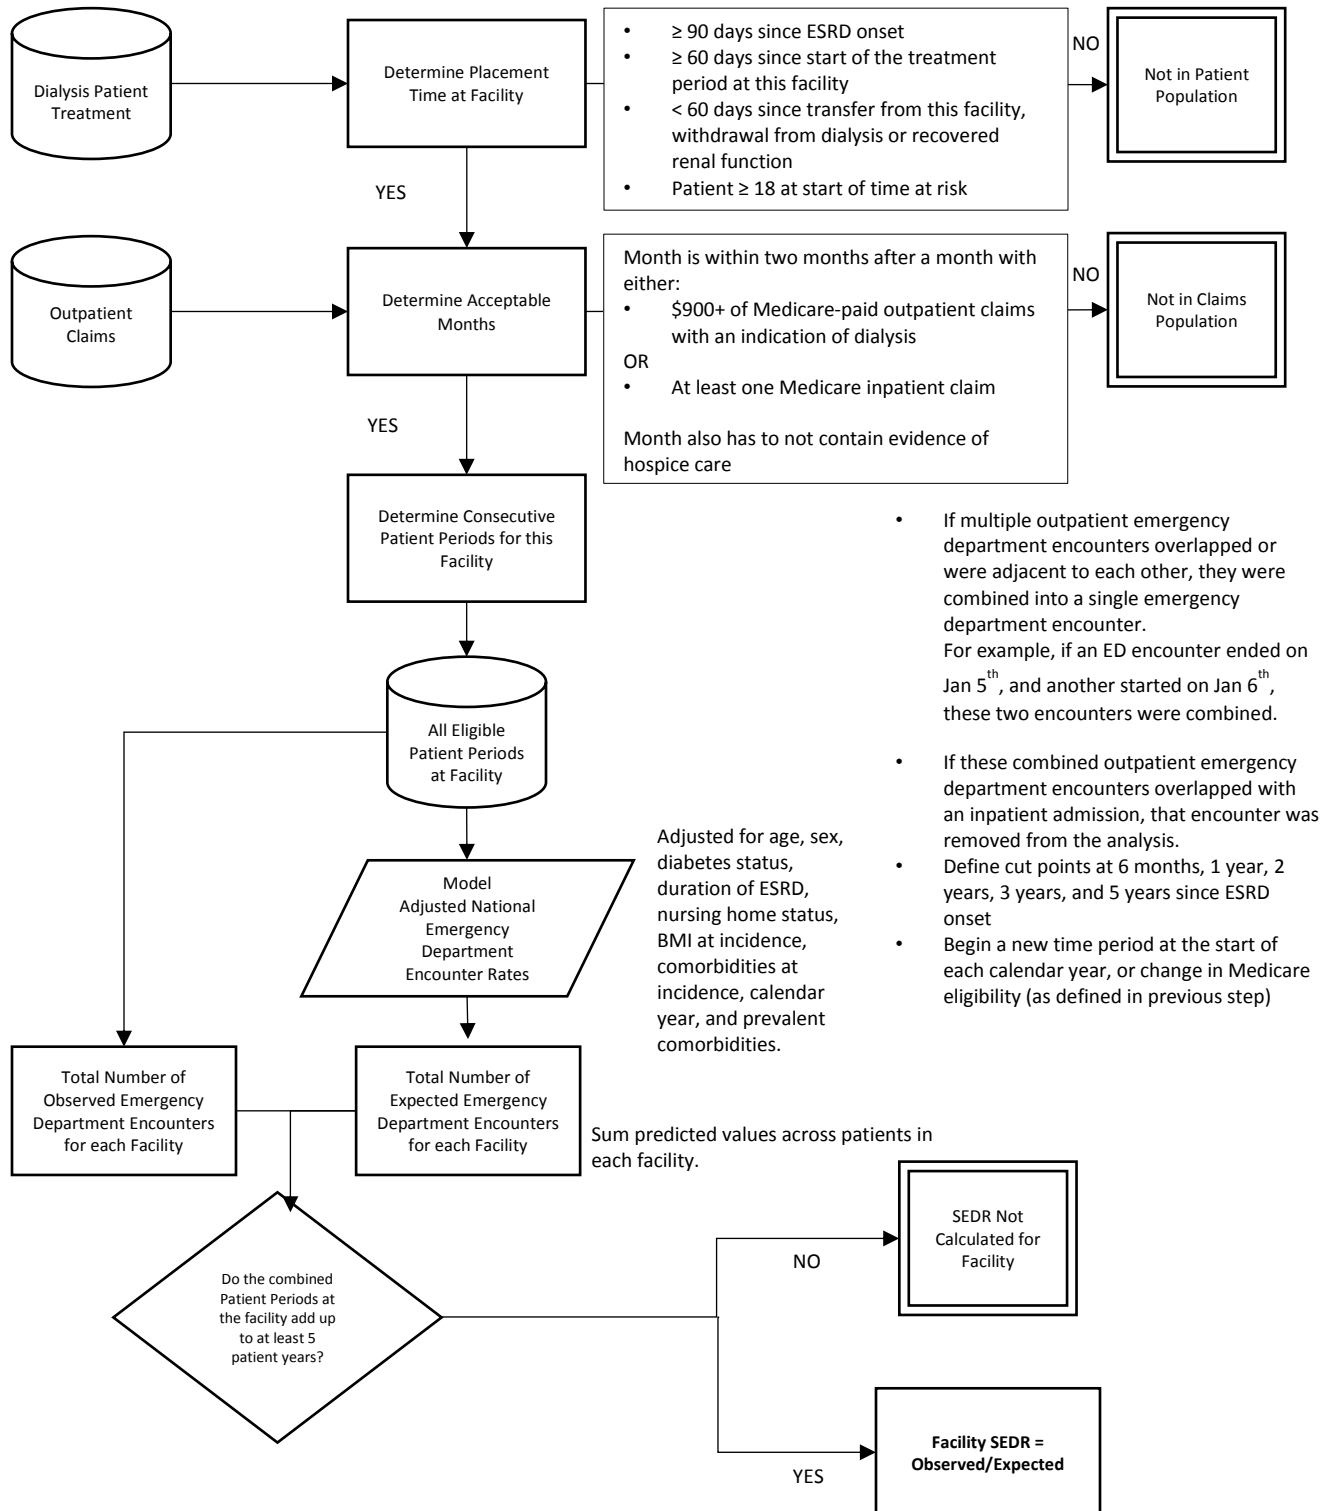 Dialysis Patient
Treatment
Determine Placement
Time at Facility
• ≥ 90 days since ESRD onset
• ≥ 60 days since start of the treatment
period at this facility
• < 60 days since transfer from this facility,
withdrawal from dialysis or recovered
renal function
• Patient ≥ 18 at start of time at risk
NO
Not in Patient
Population
YES
Outpatient
Claims
Determine Acceptable
Months
Month is within two months after a month with
either:
• $900+ of Medicare-paid outpatient claims
with an indication of dialysis
OR
• At least one Medicare inpatient claim
Month also has to not contain evidence of
hospice care
NO
Not in Claims
Population
YES
Determine Consecutive
Patient Periods for this
Facility
• If multiple outpatient emergency
department encounters overlapped or
were adjacent to each other, they were
combined into a single emergency
department encounter.
For example, if an ED encounter ended on
Jan 5th, and another started on Jan 6th,
these two encounters were combined.
• If these combined outpatient emergency
department encounters overlapped with
an inpatient admission, that encounter was
removed from the analysis.
• Define cut points at 6 months, 1 year, 2
years, 3 years, and 5 years since ESRD
onset
• Begin a new time period at the start of
each calendar year, or change in Medicare
eligibility (as defined in previous step)
All Eligible
Patient Periods
at Facility
Model
Adjusted National
Emergency
Department
Encounter Rates
Adjusted for age, sex,
diabetes status,
duration of ESRD,
nursing home status,
BMI at incidence,
comorbidities at
incidence, calendar
year, and prevalent
comorbidities.
Total Number of
Observed Emergency
Department Encounters
for each Facility
Total Number of
Expected Emergency
Department Encounters
for each Facility
Sum predicted values across patients in
each facility.
Do the combined
Patient Periods at
the facility add up
to at least 5
patient years?
NO
SEDR Not
Calculated for
Facility
YES
Facility SEDR =
Observed/Expected